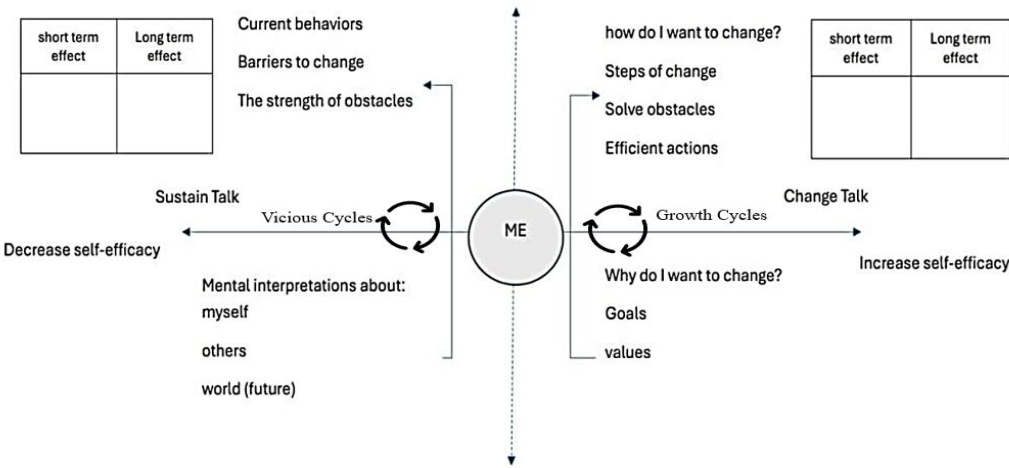 short term
effect
Long term
effect
Current behaviors
Barriers to change
The strength of obstacles
how do I want to change?
Steps of change
Solve obstacles
Efficient actions
short term
effect
Long term
effect
Sustain Talk
Vicious Cycles
Decrease self-efficacy
ME
Change Talk
Growth Cycles
Increase self-efficacy
Mental interpretations about:
myself
others
world (future)
Why do I want to change?
Goals
values